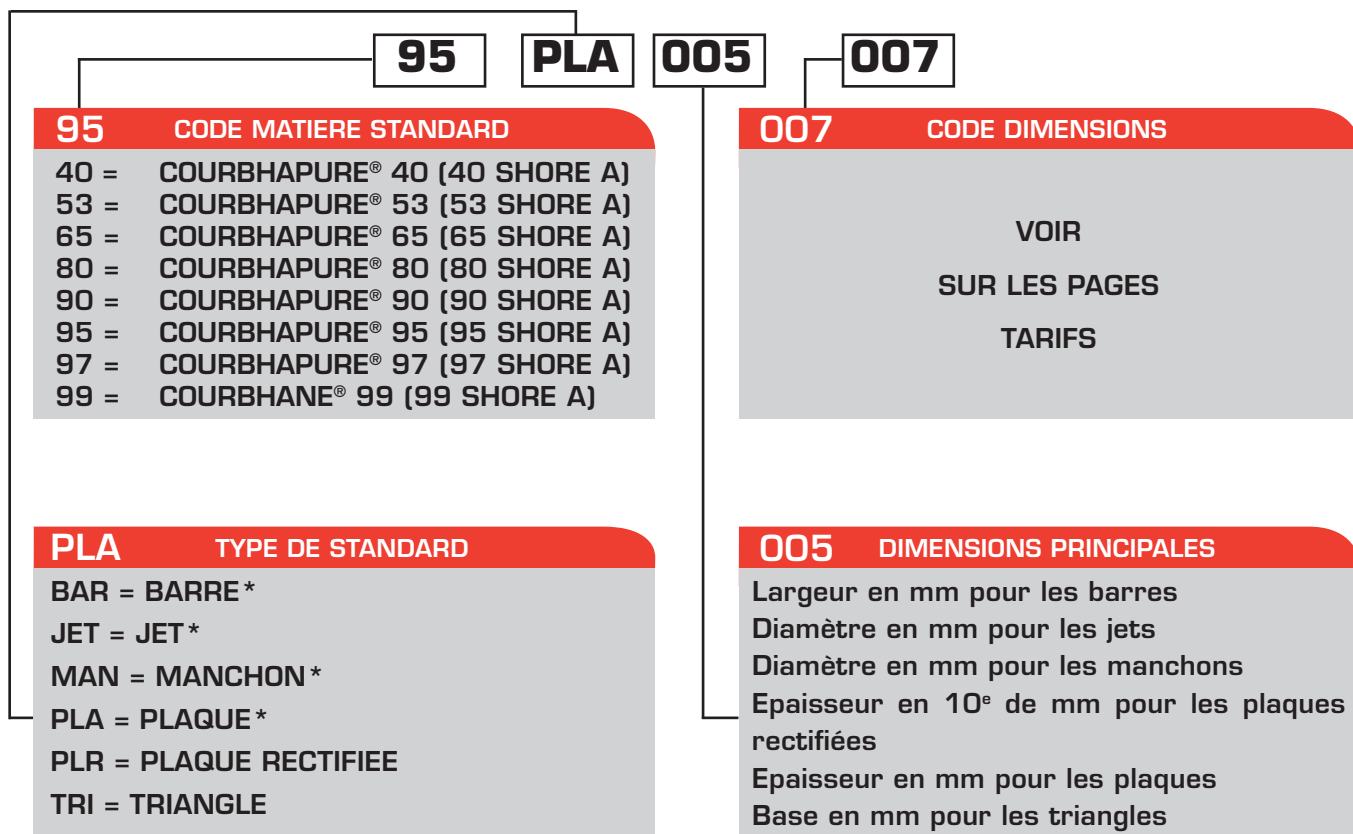 95 PLA 005 007
95 CODE MATIERE STANDARD
40 = COURBHAPURE® 40 (40 SHORE A)
53 = COURBHAPURE® 53 (53 SHORE A)
65 = COURBHAPURE® 65 (65 SHORE A)
80 = COURBHAPURE® 80 (80 SHORE A)
90 = COURBHAPURE® 90 (90 SHORE A)
95 = COURBHAPURE® 95 (95 SHORE A)
97 = COURBHAPURE® 97 (97 SHORE A)
99 = COURBHANE® 99 (99 SHORE A)
007 CODE DIMENSIONS
VOIR
SUR LES PAGES
TARIFS
PLA TYPE DE STANDARD
BAR = BARRE*
JET = JET*
MAN = MANCHON*
PLA = PLAQUE*
PLR = PLAQUE RECTIFIEE
TRI = TRIANGLE
005 DIMENSIONS PRINCIPALES
Largeur en mm pour les barres
Diamètre en mm pour les jets
Diamètre en mm pour les manchons
Epaisseur en 10e de mm pour les plaques
rectifiées
Epaisseur en mm pour les plaques
Base en mm pour les triangles